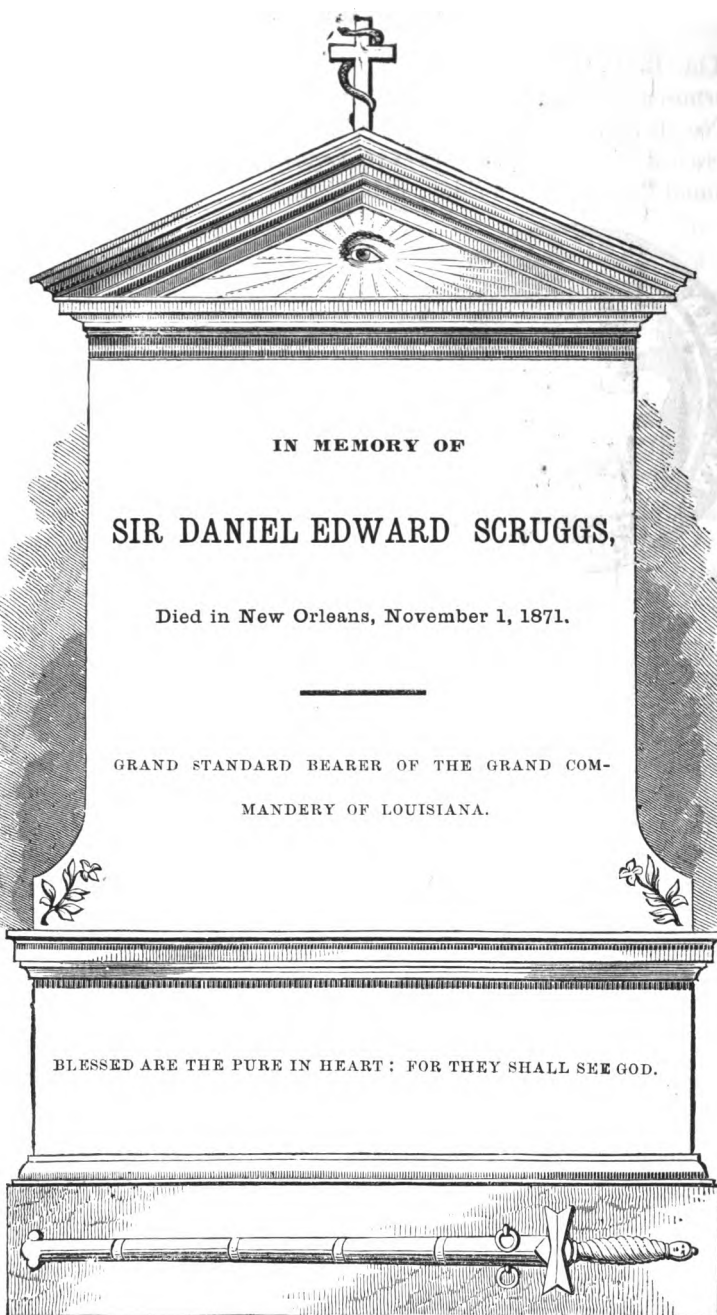 IN MEMORY OF
SIR DANIEL EDWARD SCRUGGS,
Died in New Orleans, November 1, 1871.
GRAND STANDARD BEARER OF THE GRAND COM-
MANDERY OF LOUISIANA.
BLESSED ARE THE PURE IN HEART: FOR THEY SHALL SEE GOD.